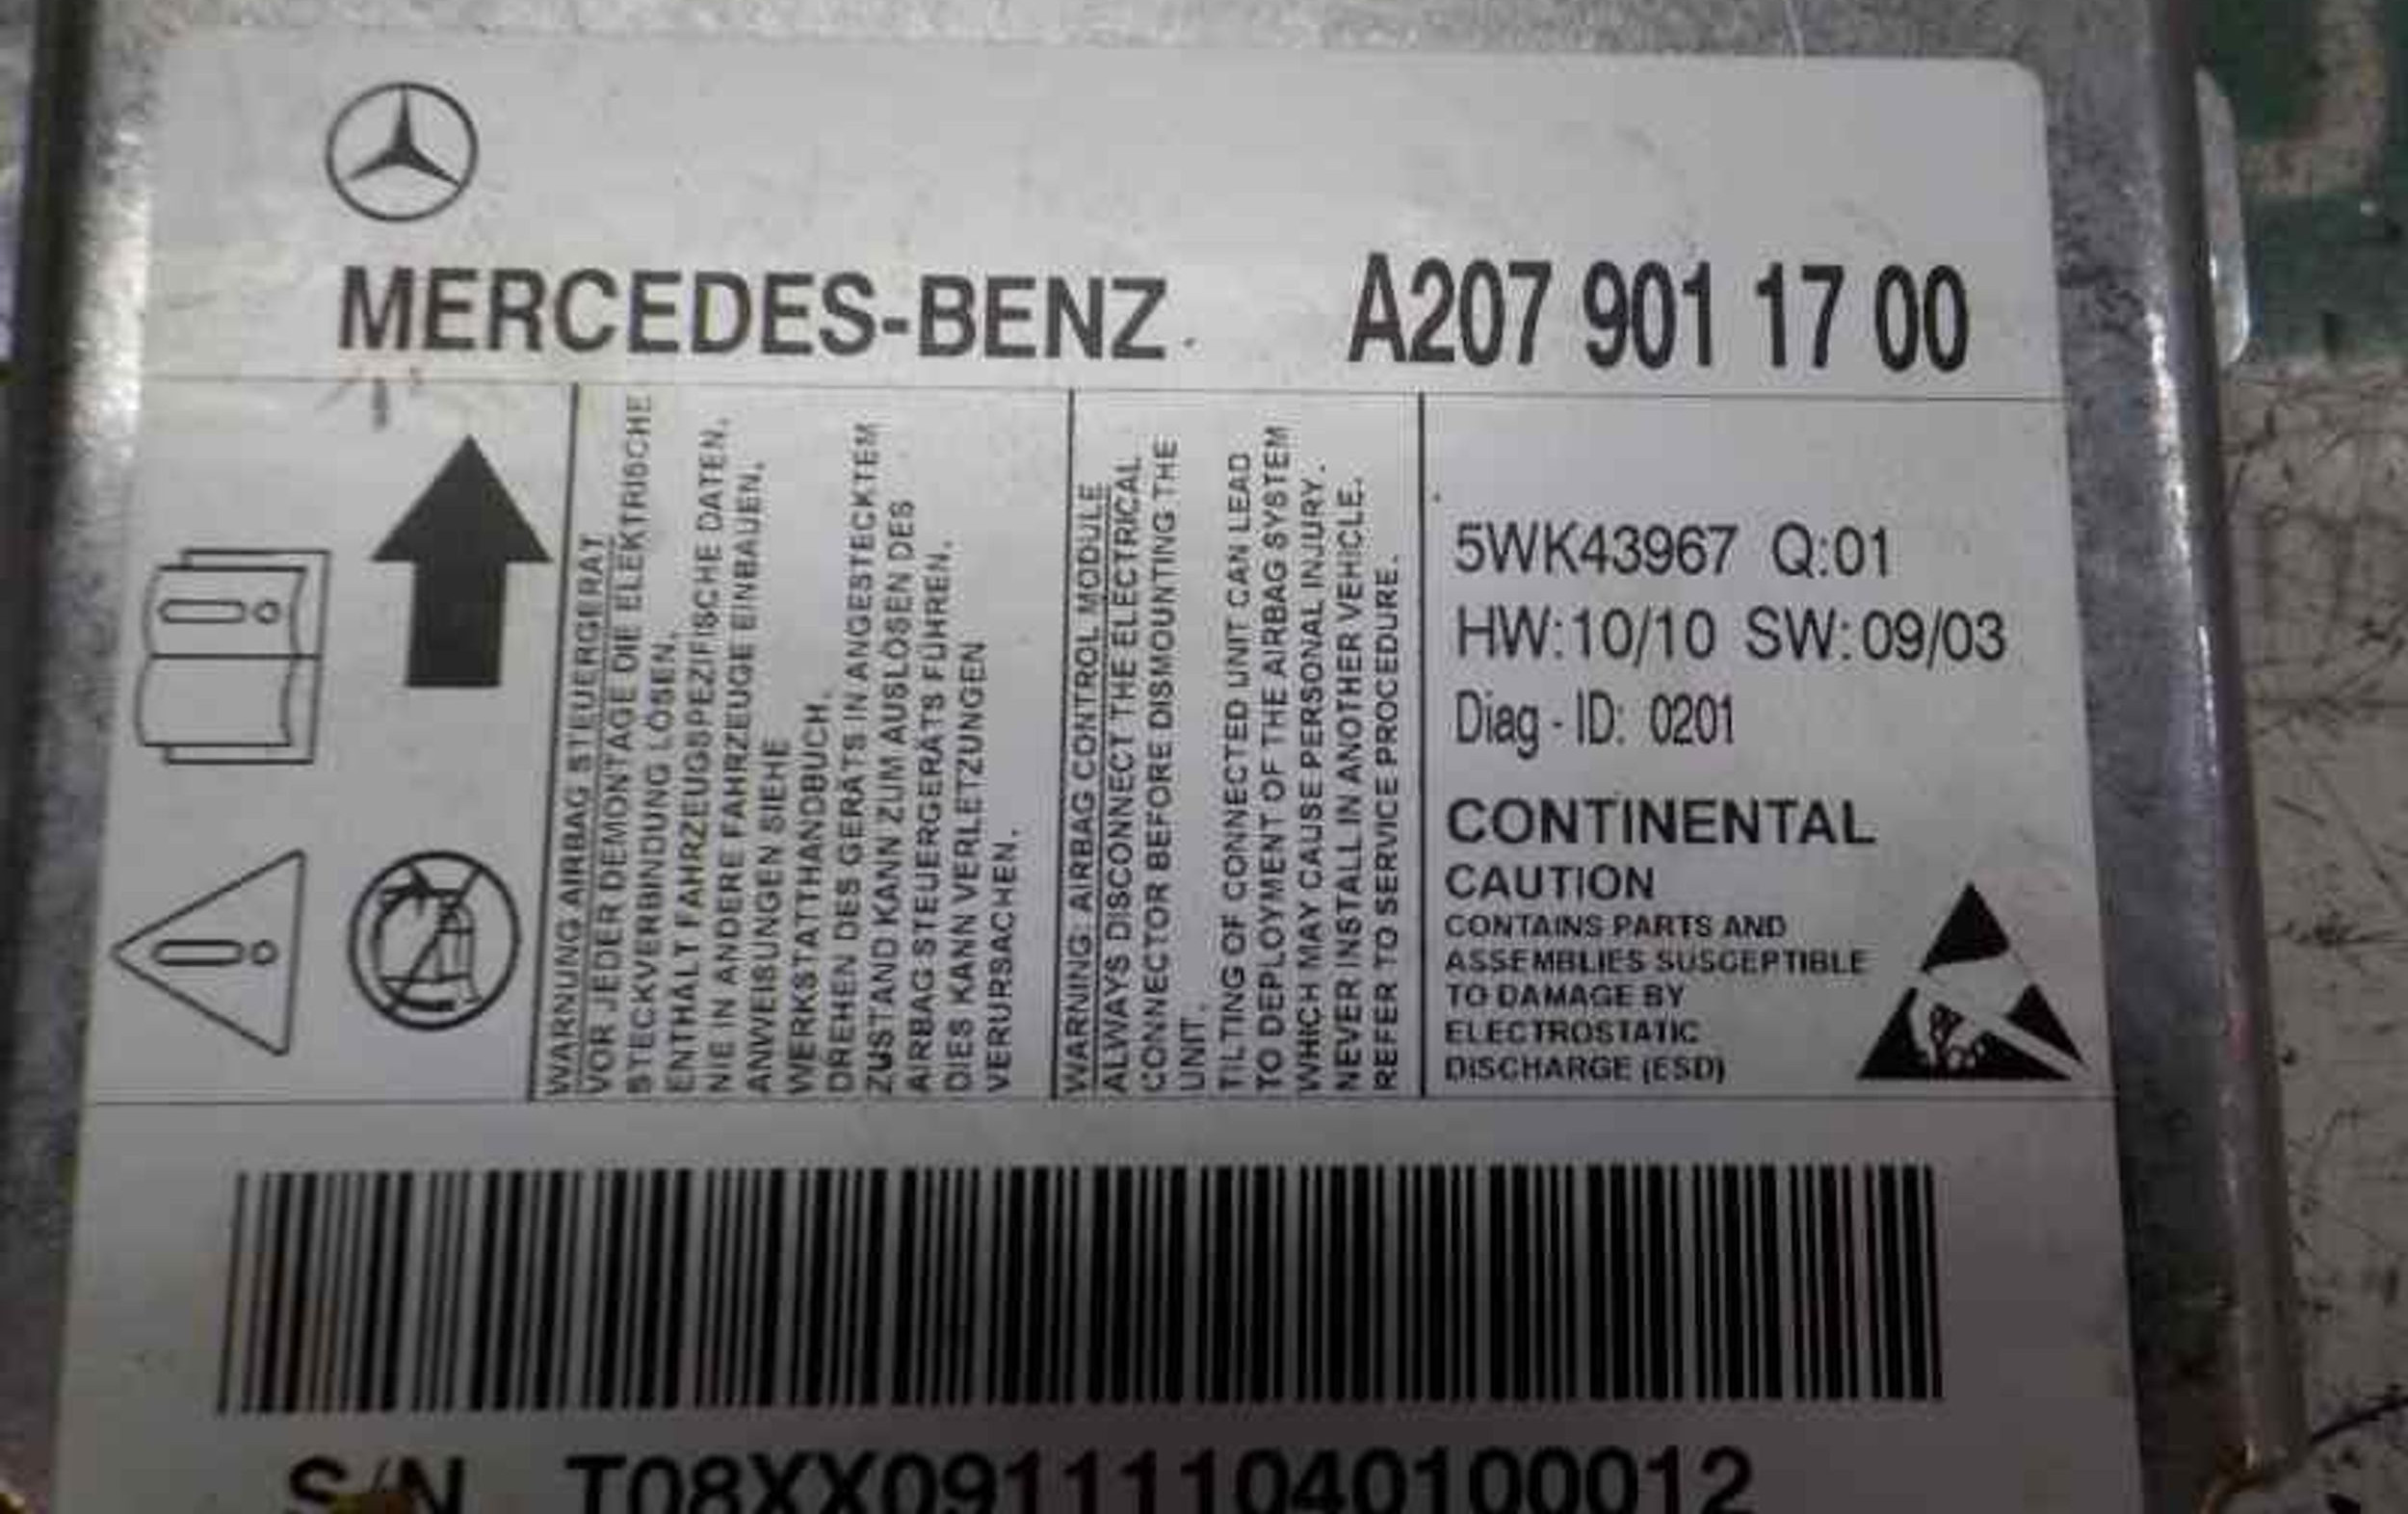 MERCEDES-BENZ A207 901 17 00
WARNUNG AIRBAG STEUERGERÄT
VOR JEDER DEMONTAGE DIE ELEKTRISCHE
STECKVERBINDUNG LÖSEN.
ENTHÄLT FAHRZEUGSPEZIFISCHE DATEN.
NIE IN ANDERE FAHRZEUGE EINBAUEN.
ANWEISUNGEN SIEHE
WERKSTATTHANDBUCH.
DREHEN DES GERÄTS IN ANGESTECKTEM
ZUSTAND KANN ZUM AUSLÖSEN DES
AIRBAG STEUERGERÄTS FÜHREN.
DIES KANN VERLETZUNGEN
VERURSACHEN.
WARNING AIRBAG CONTROL MODULE
ALWAYS DISCONNECT THE ELECTRICAL
CONNECTOR BEFORE DISMOUNTING THE
UNIT.
TILTING OF CONNECTED UNIT CAN LEAD
TO DEPLOYMENT OF THE AIRBAG SYSTEM
WHICH MAY CAUSE PERSONAL INJURY.
NEVER INSTALL IN ANOTHER VEHICLE.
REFER TO SERVICE PROCEDURE.
5WK43967 Q:01
HW:10/10 SW:09/03
Diag - ID: 0201
CONTINENTAL
CAUTION
CONTAINS PARTS AND
ASSEMBLIES SUSCEPTIBLE
TO DAMAGE BY
ELECTROSTATIC
DISCHARGE (ESD)
S/N T08XX091111040100012